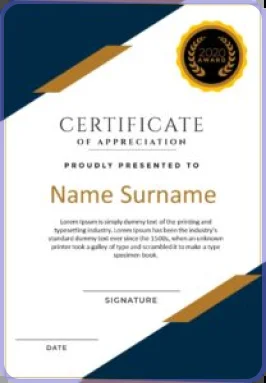 2020
AWARD
CERTIFICATE
OF APPRECIATION
PROUDLY PRESENTED TO
Name Surname
Lorem Ipsum is simply dummy text of the printing and
typesetting industry. Lorem Ipsum has been the industry's
standard dummy text ever since the 1500s, when an unknown
printer took a galley of type and scrambled it to make a type
specimen book.
SIGNATURE
DATE